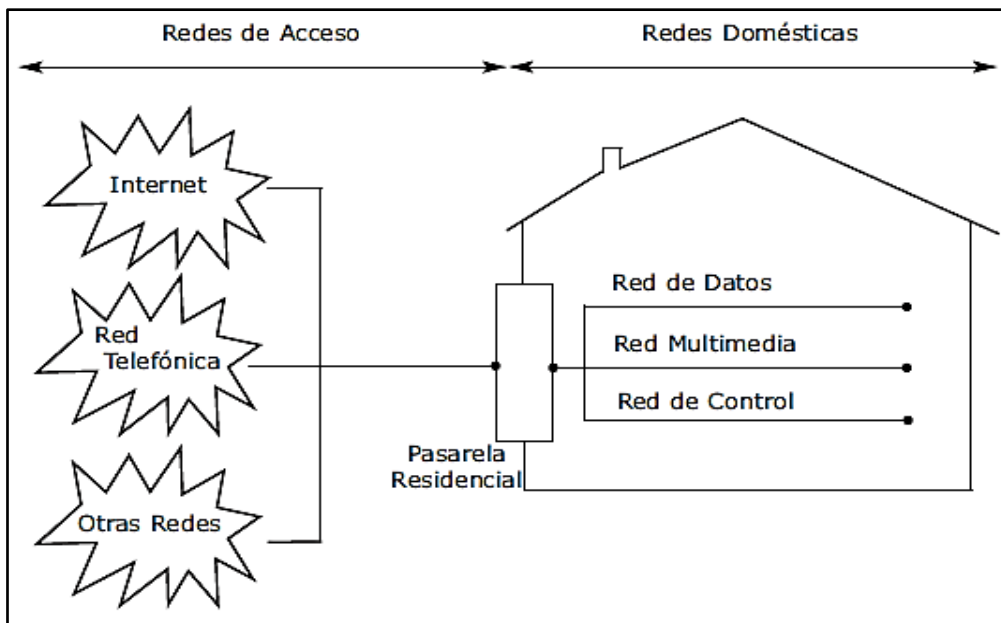 Redes de Acceso
Redes Domésticas
Internet
Red
Telefónica
Otras Redes
Pasarela
Residencial
Red de Datos
Red Multimedia
Red de Control